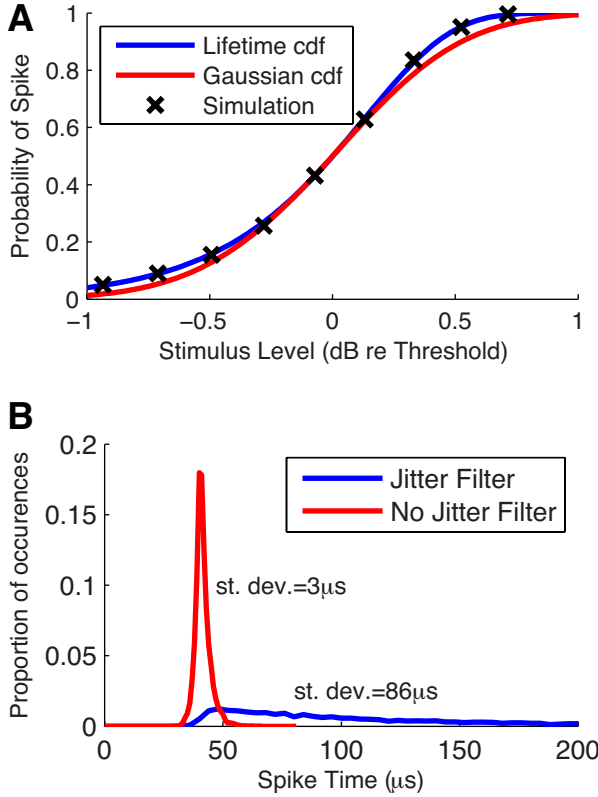 A
Probability of Spike
1
0.8
0.6
0.4
0.2
0
Lifetime cdf
Gaussian cdf
Simulation
−1
−0.5
0
0.5
1
Stimulus Level (dB re Threshold)
B
Proportion of occurences
0.2
0.15
0.1
0.05
0
Jitter Filter
No Jitter Filter
st. dev.=3μs
st. dev.=86μs
0
50
100
150
200
Spike Time (μs)